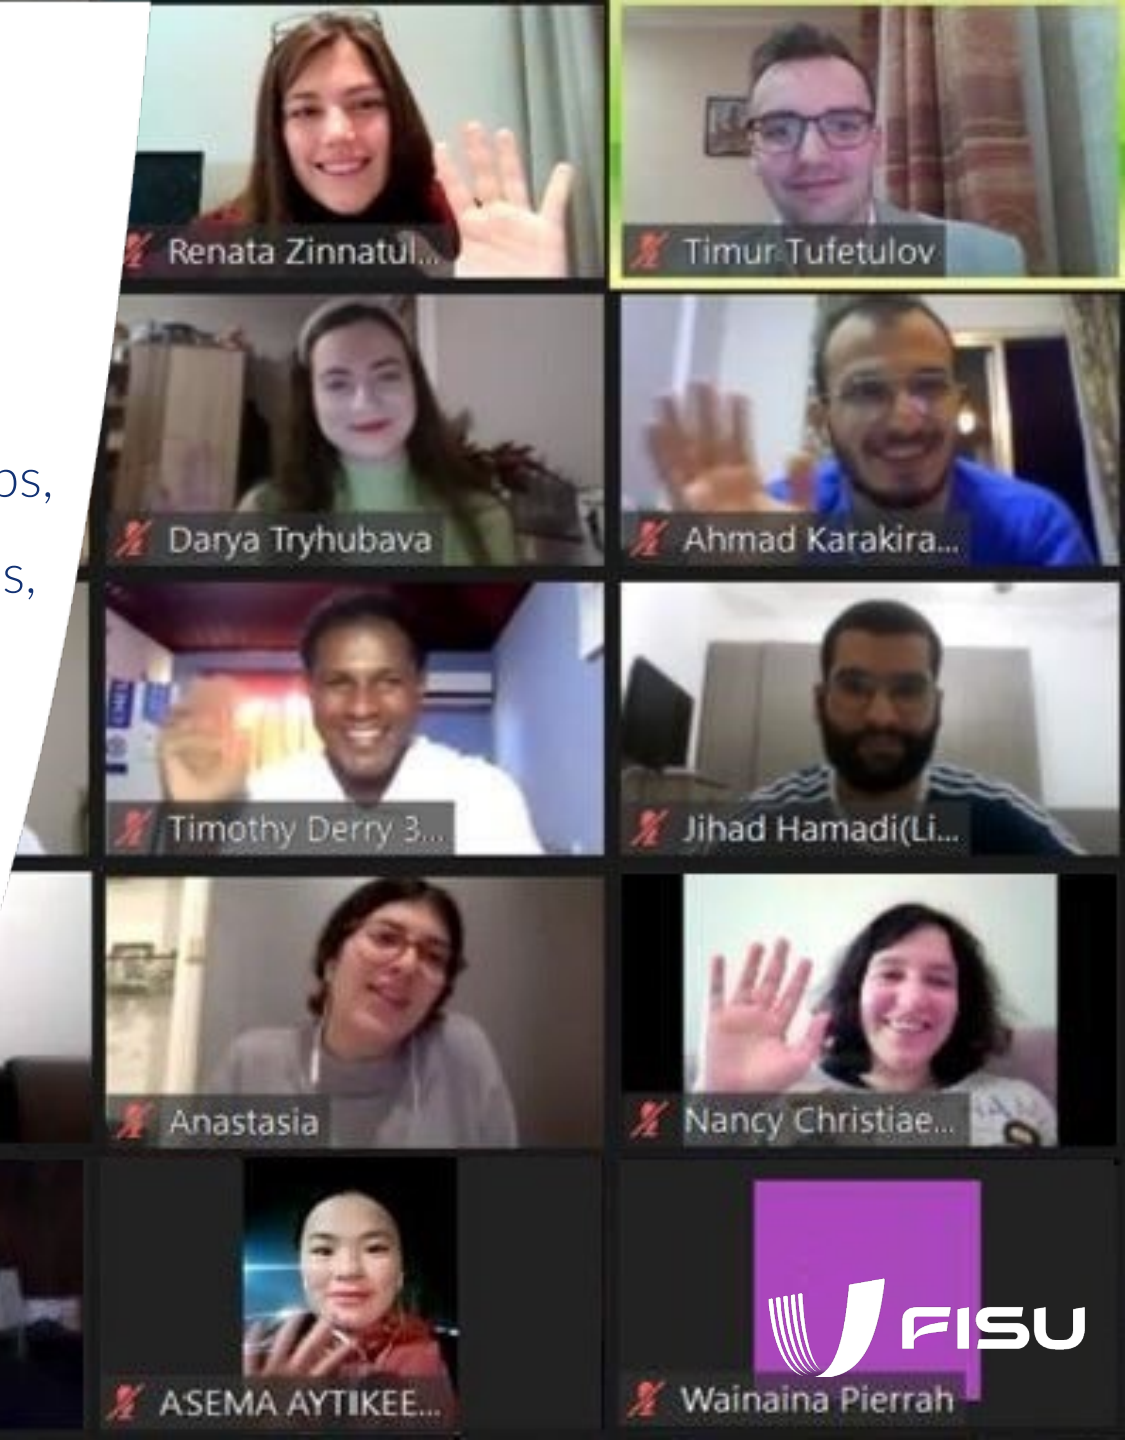 Renata Zinnatul...
Timur Tufetulov
Darya Tryhubava
Ahmad Karakira...
os,
s,
Timothy Derry 3...
Jihad Hamadi(Li...
Anastasia
Nancy Christiae...
ASEMA AYTIKEE...
Wainaina Pierrah
FISU